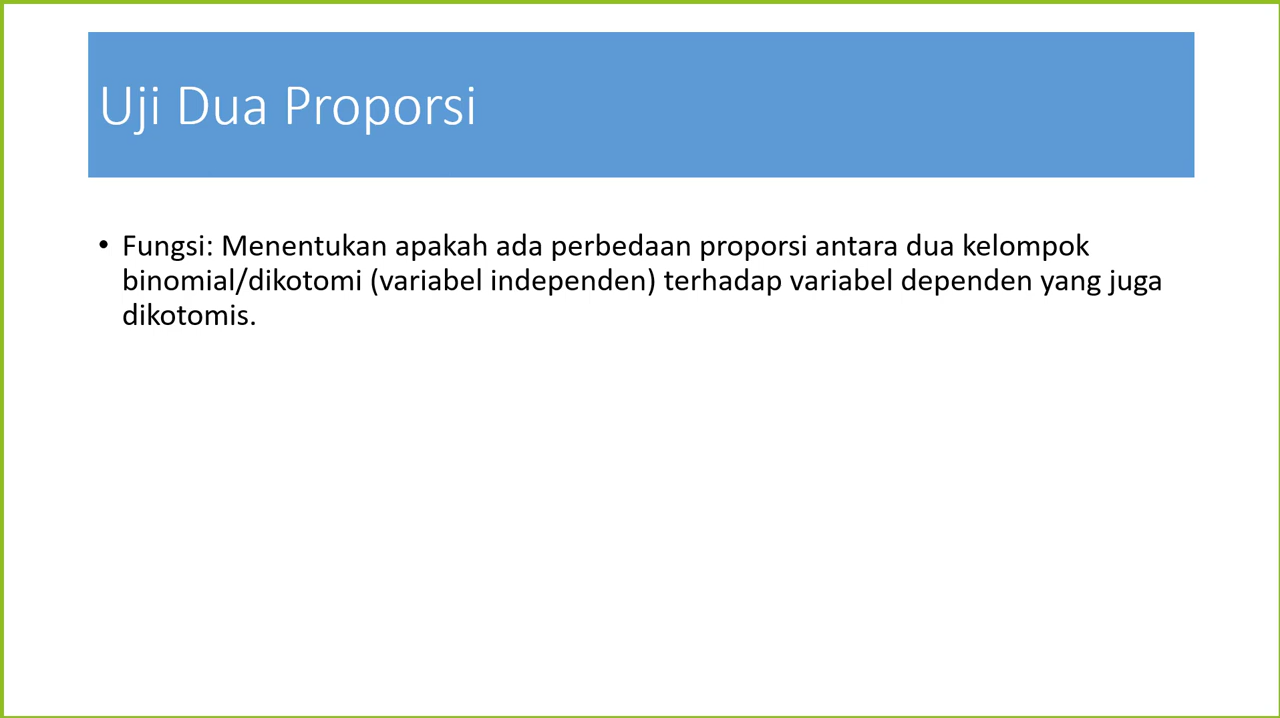 Uji Dua Proporsi
• Fungsi: Menentukan apakah ada perbedaan proporsi antara dua kelompok
binomial/dikotomi (variabel independen) terhadap variabel dependen yang juga
dikotomis.